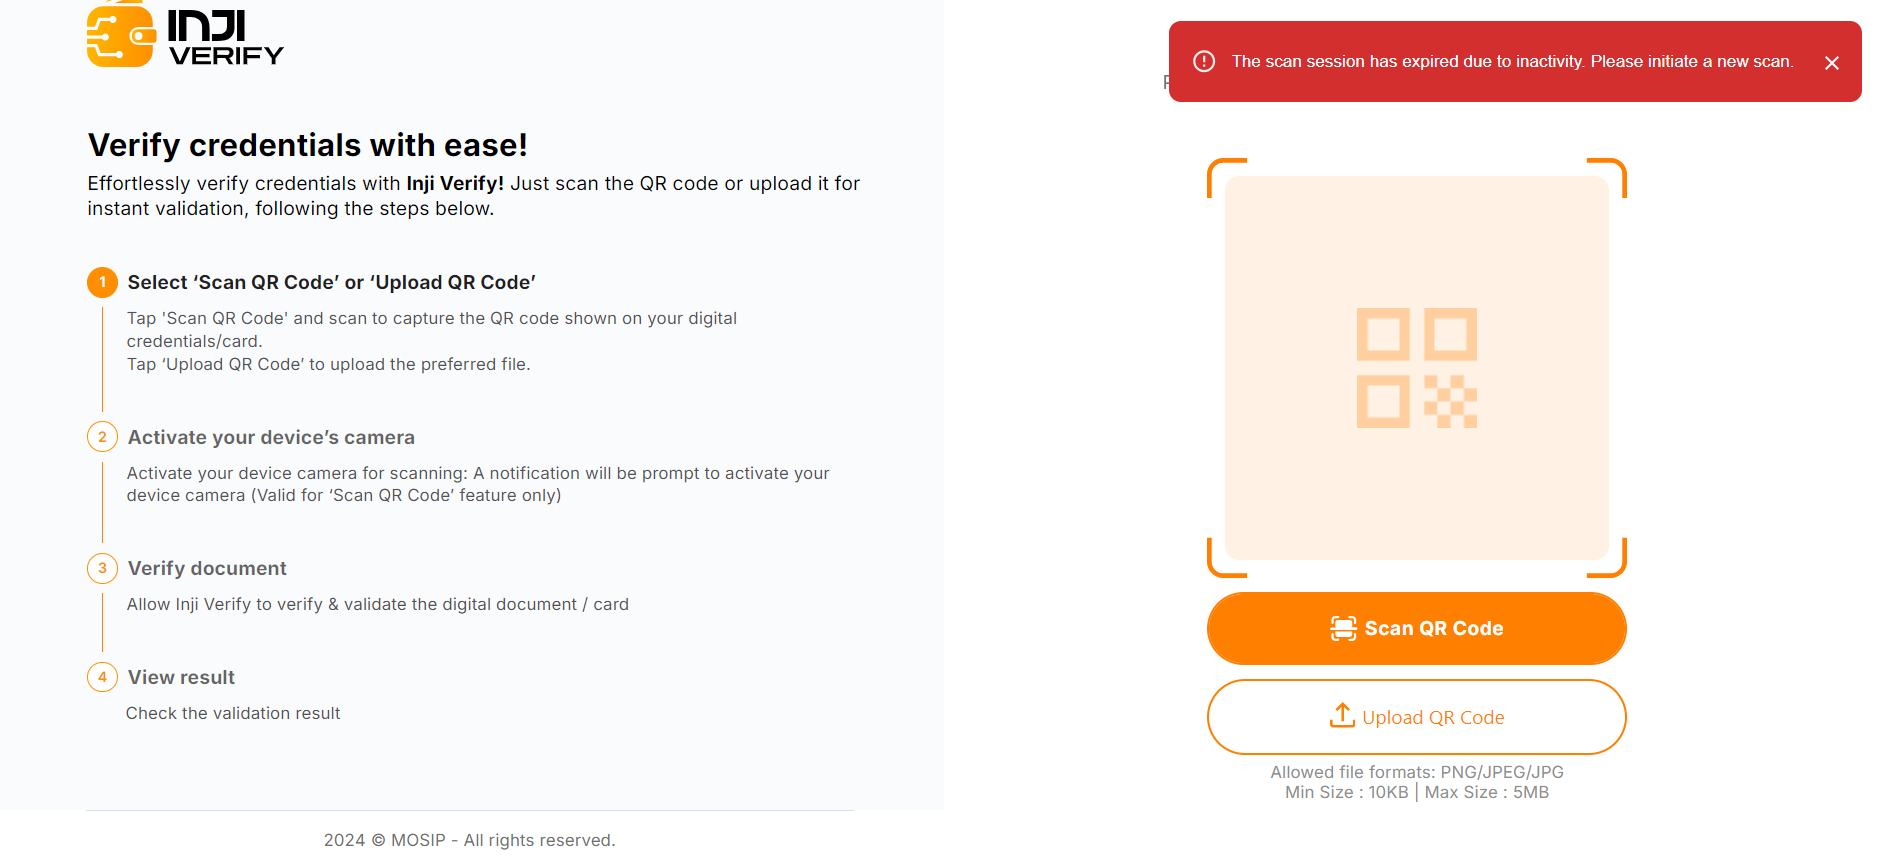 INJI
VERIFY
Verify credentials with ease!
Effortlessly verify credentials with Inji Verify! Just scan the QR code or upload it for
instant validation, following the steps below.
1 Select ‘Scan QR Code’ or ‘Upload QR Code’
Tap 'Scan QR Code' and scan to capture the QR code shown on your digital
credentials/card.
Tap ‘Upload QR Code’ to upload the preferred file.
2 Activate your device’s camera
Activate your device camera for scanning: A notification will be prompt to activate your
device camera (Valid for ‘Scan QR Code’ feature only)
3 Verify document
Allow Inji Verify to verify & validate the digital document / card
4 View result
Check the validation result
2024 © MOSIP - All rights reserved.
The scan session has expired due to inactivity. Please initiate a new scan.
Scan QR Code
Upload QR Code
Allowed file formats: PNG/JPEG/JPG
Min Size : 10KB | Max Size : 5MB